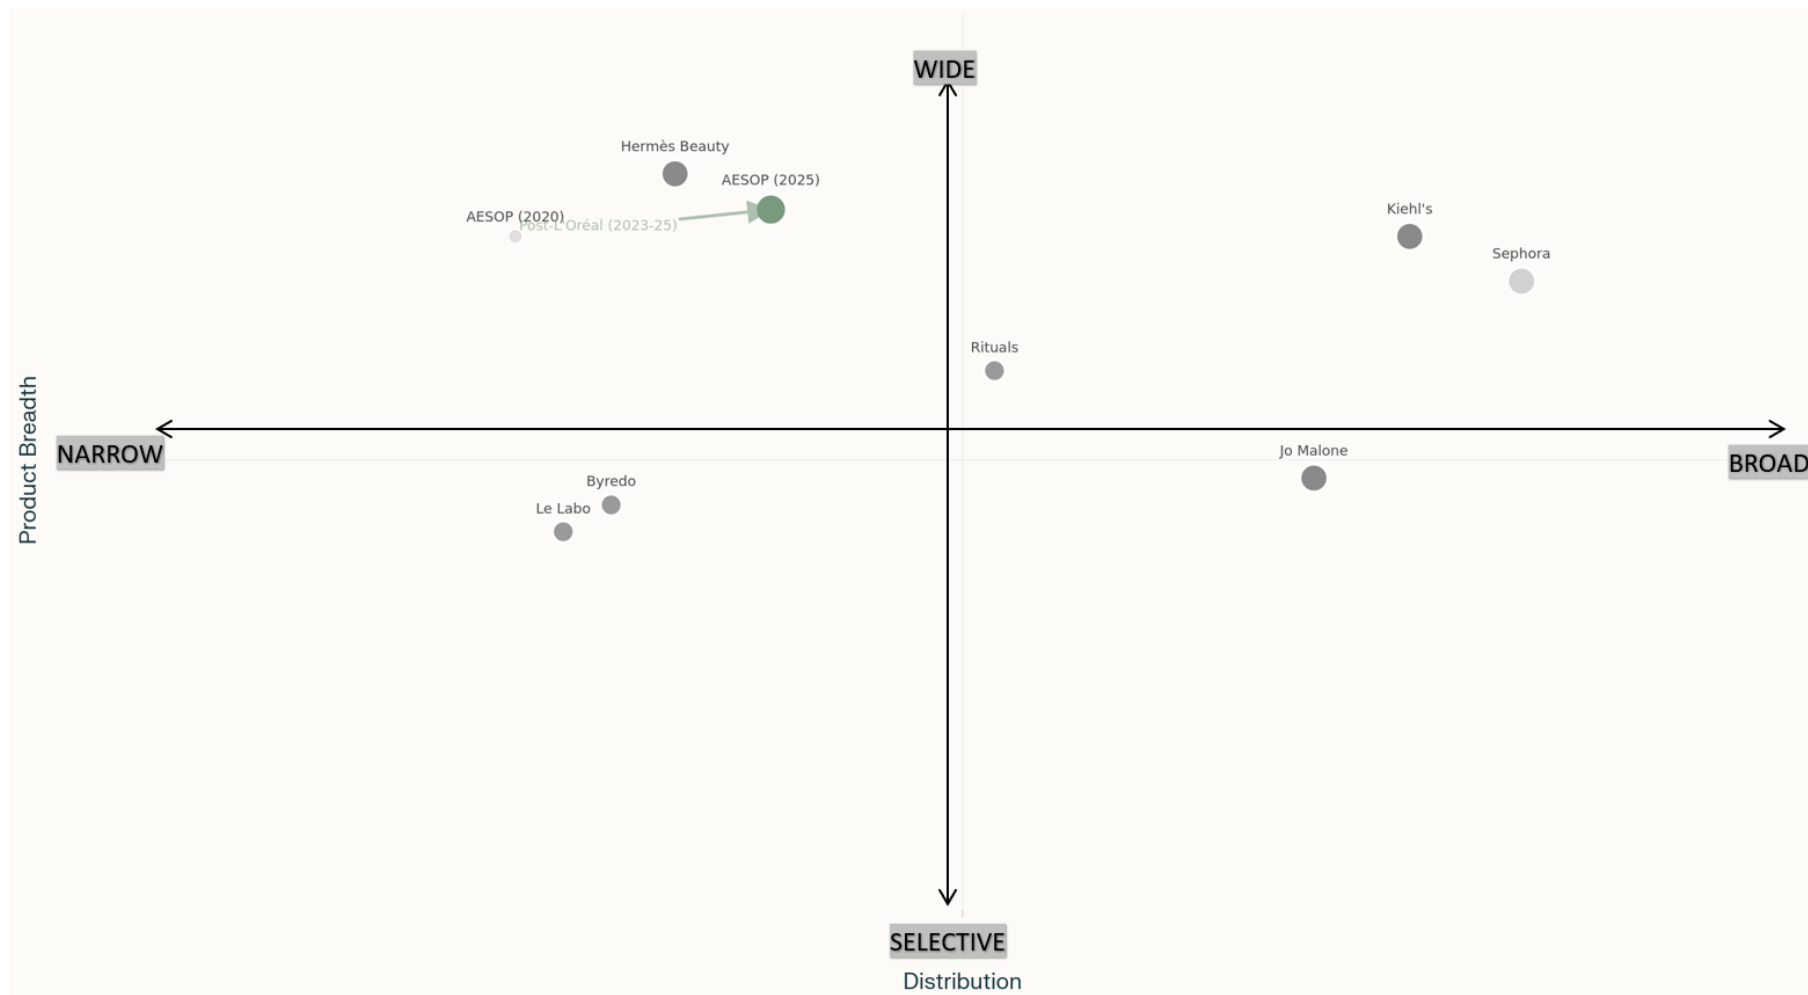 WIDE
Hermès Beauty
AESOP (2025)
AESOP (2020)
Post-L'Oréal (2023-25)
Kiehl's
Sephora
Rituals
Product Breadth
NARROW
Jo Malone
BROAD
Byredo
Le Labo
SELECTIVE
Distribution